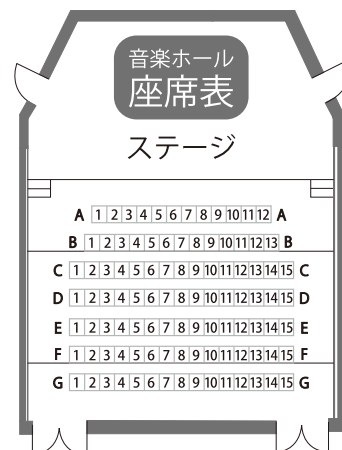 音楽ホール
座席表
ステージ
A 1 2 3 4 5 6 7 8 9 10 11 12 A
B 1 2 3 4 5 6 7 8 9 10 11 12 13 B
C 1 2 3 4 5 6 7 8 9 10 11 12 13 14 15 C
D 1 2 3 4 5 6 7 8 9 10 11 12 13 14 15 D
E 1 2 3 4 5 6 7 8 9 10 11 12 13 14 15 E
F 1 2 3 4 5 6 7 8 9 10 11 12 13 14 15 F
G 1 2 3 4 5 6 7 8 9 10 11 12 13 14 15 G